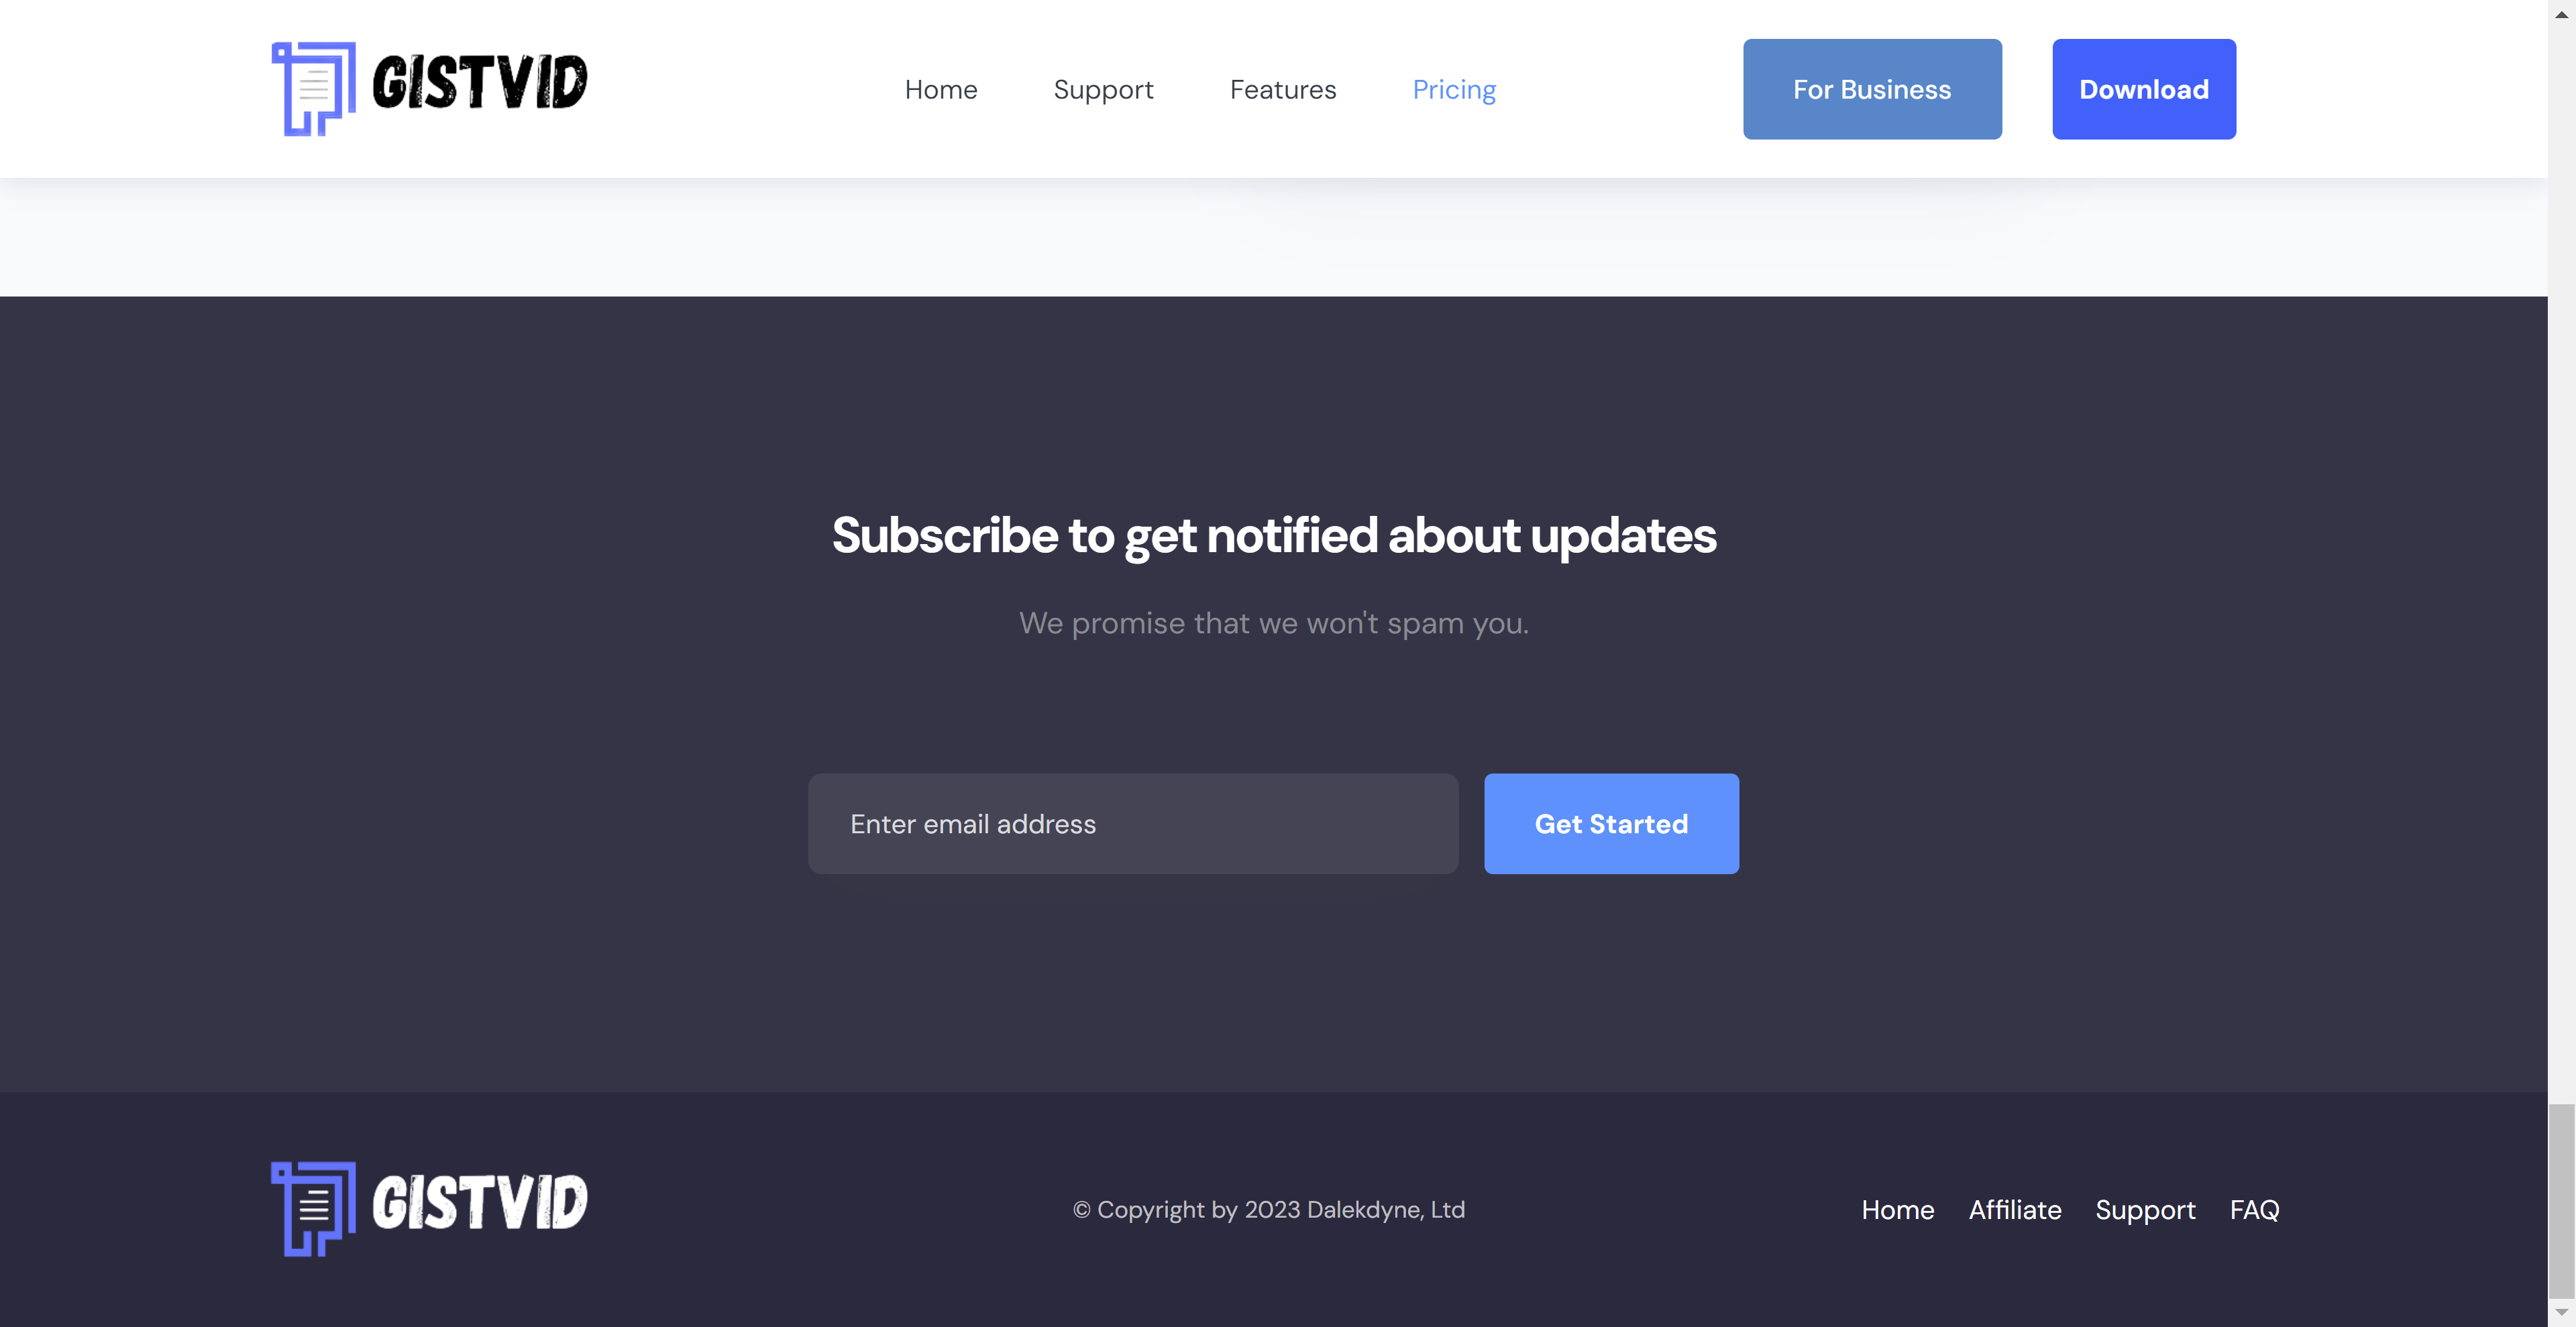 GISTVID
Home Support Features Pricing For Business Download
Subscribe to get notified about updates
We promise that we won't spam you.
Enter email address Get Started
GISTVID
© Copyright by 2023 Dalekdyne, Ltd
Home Affiliate Support FAQ